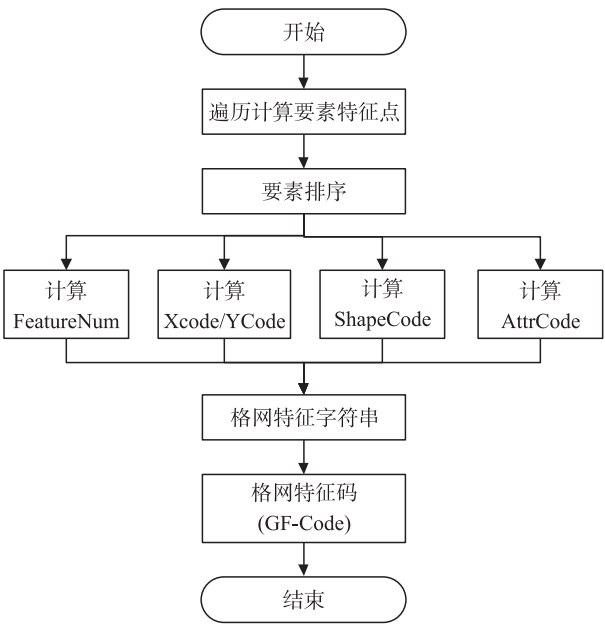 开始
遍历计算要素特征点
要素排序
计算
FeatureNum
计算
Xcode/YCode
计算
ShapeCode
计算
AttrCode
格网特征字符串
格网特征码
(GF-Code)
结束